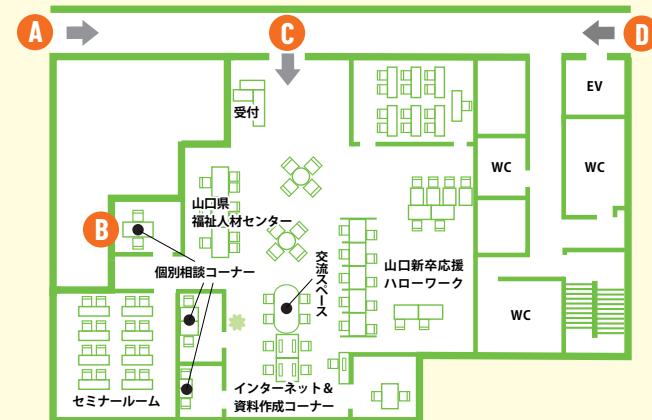 A
C
D
受付
EV
WC
WC
山口県
福祉人材センター
B
個別相談コーナー
交流スペース
山口新卒応援
ハローワーク
WC
セミナールーム
インターネット&
資料作成コーナー